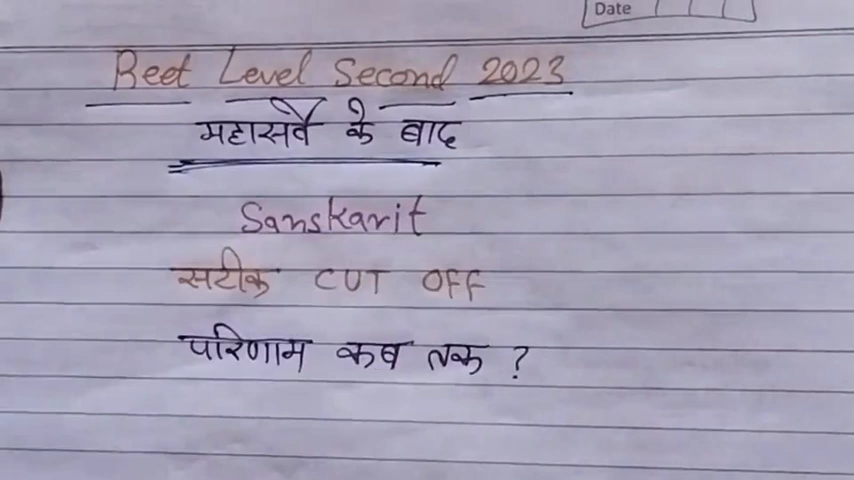 Date
Reet Level Second 2023
महासर्वे के बाद
Sanskarit
सटीक CUT OFF
परिणाम कब तक ?